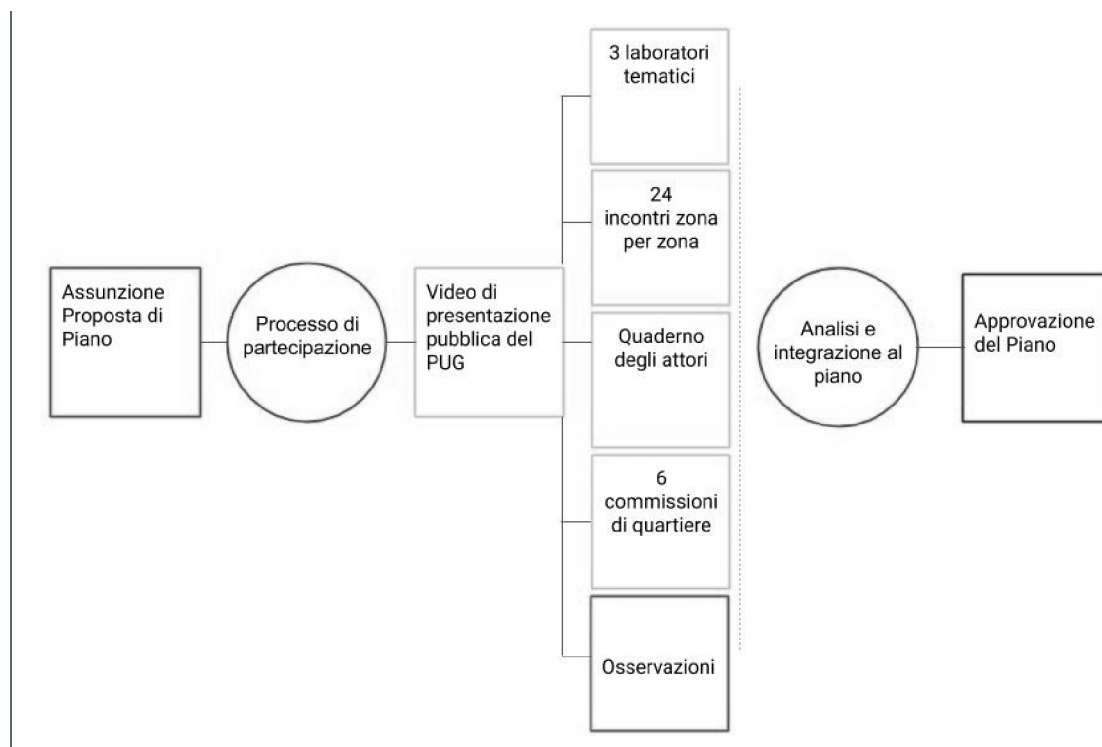 Assunzione
Proposta di
Piano
Processo di
partecipazione
Video di
presentazione
pubblica del
PUG
3 laboratori
tematici
24
incontri zona
per zona
Quaderno
degli attori
6
commissioni
di quartiere
Osservazioni
Analisi e
integrazione al
piano
Approvazione
del Piano